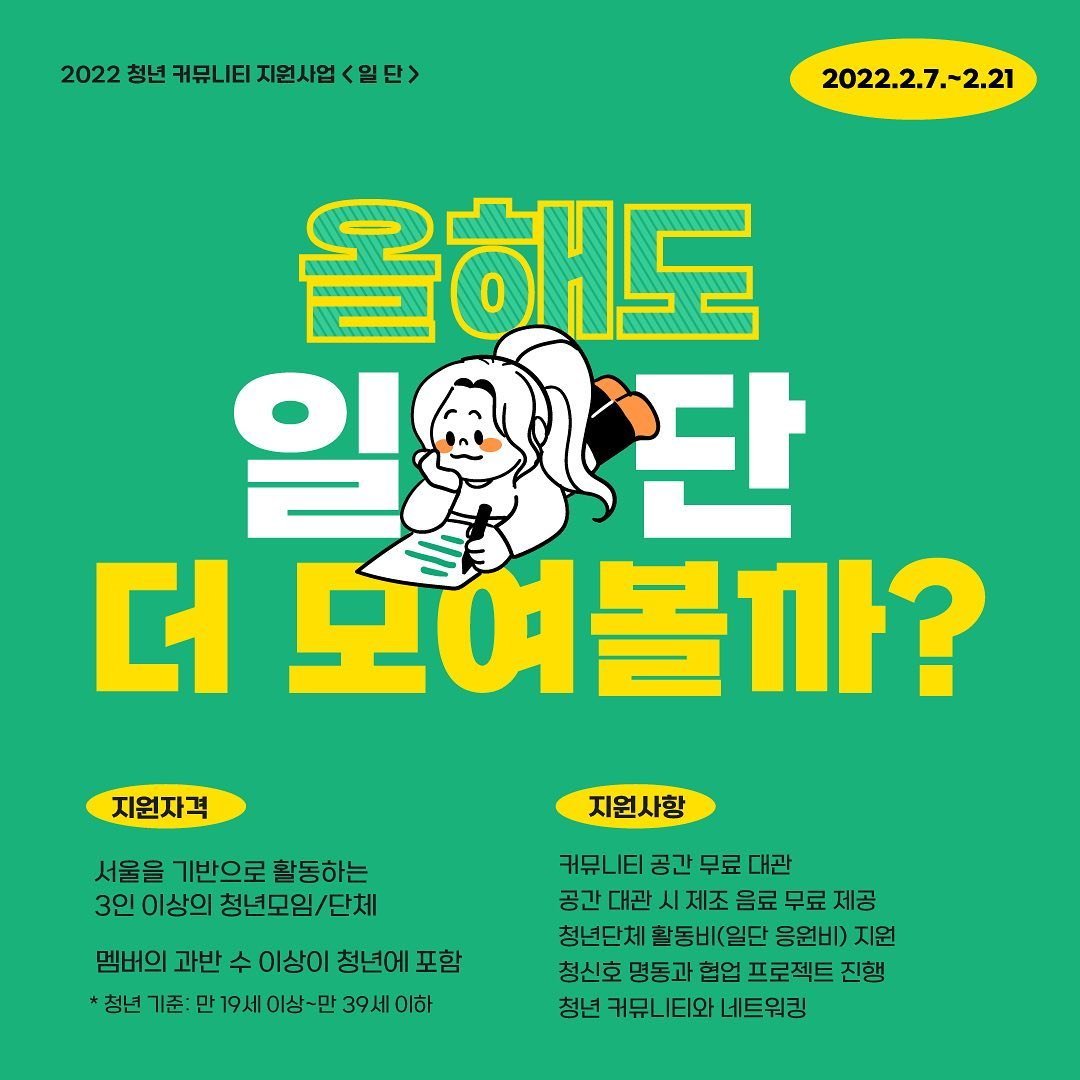 2022 청년 커뮤니티 지원사업 < 일 단 >
2022.2.7.~2.21
올해도
일 단
더 모여볼까?
지원자격
서울을 기반으로 활동하는
3인 이상의 청년모임/단체
멤버의 과반 수 이상이 청년에 포함
* 청년 기준: 만 19세 이상~만 39세 이하
지원사항
커뮤니티 공간 무료 대관
공간 대관 시 제조 음료 무료 제공
청년단체 활동비(일단 응원비) 지원
청신호 명동과 협업 프로젝트 진행
청년 커뮤니티와 네트워킹